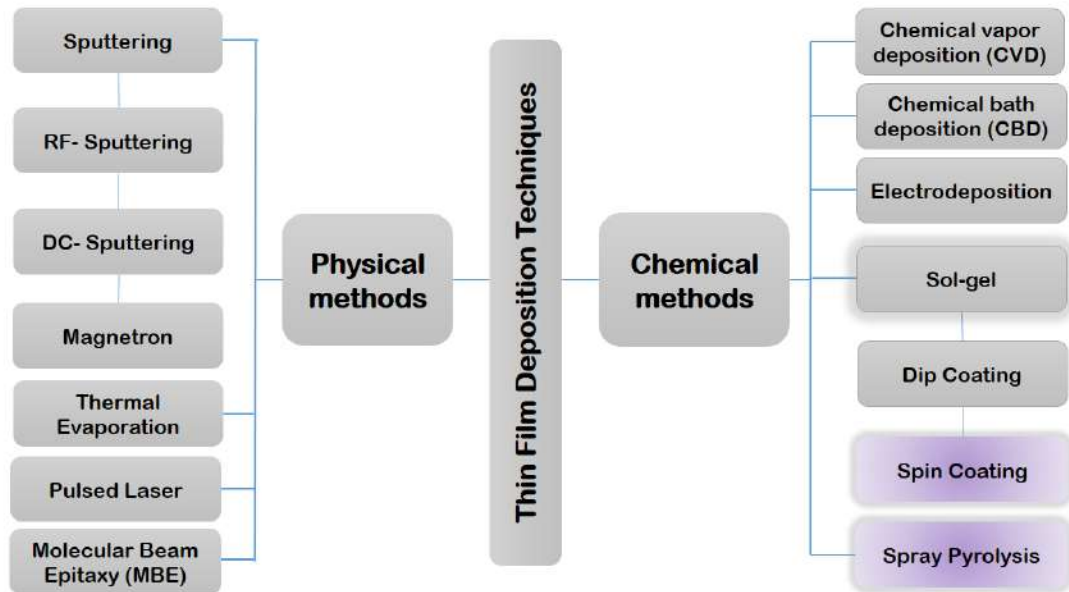 Sputtering
RF- Sputtering
DC- Sputtering
Magnetron
Thermal
Evaporation
Pulsed Laser
Molecular Beam
Epitaxy (MBE)
Physical
methods
Thin Film Deposition Techniques
Chemical
methods
Chemical vapor
deposition (CVD)
Chemical bath
deposition (CBD)
Electrodeposition
Sol-gel
Dip Coating
Spin Coating
Spray Pyrolysis